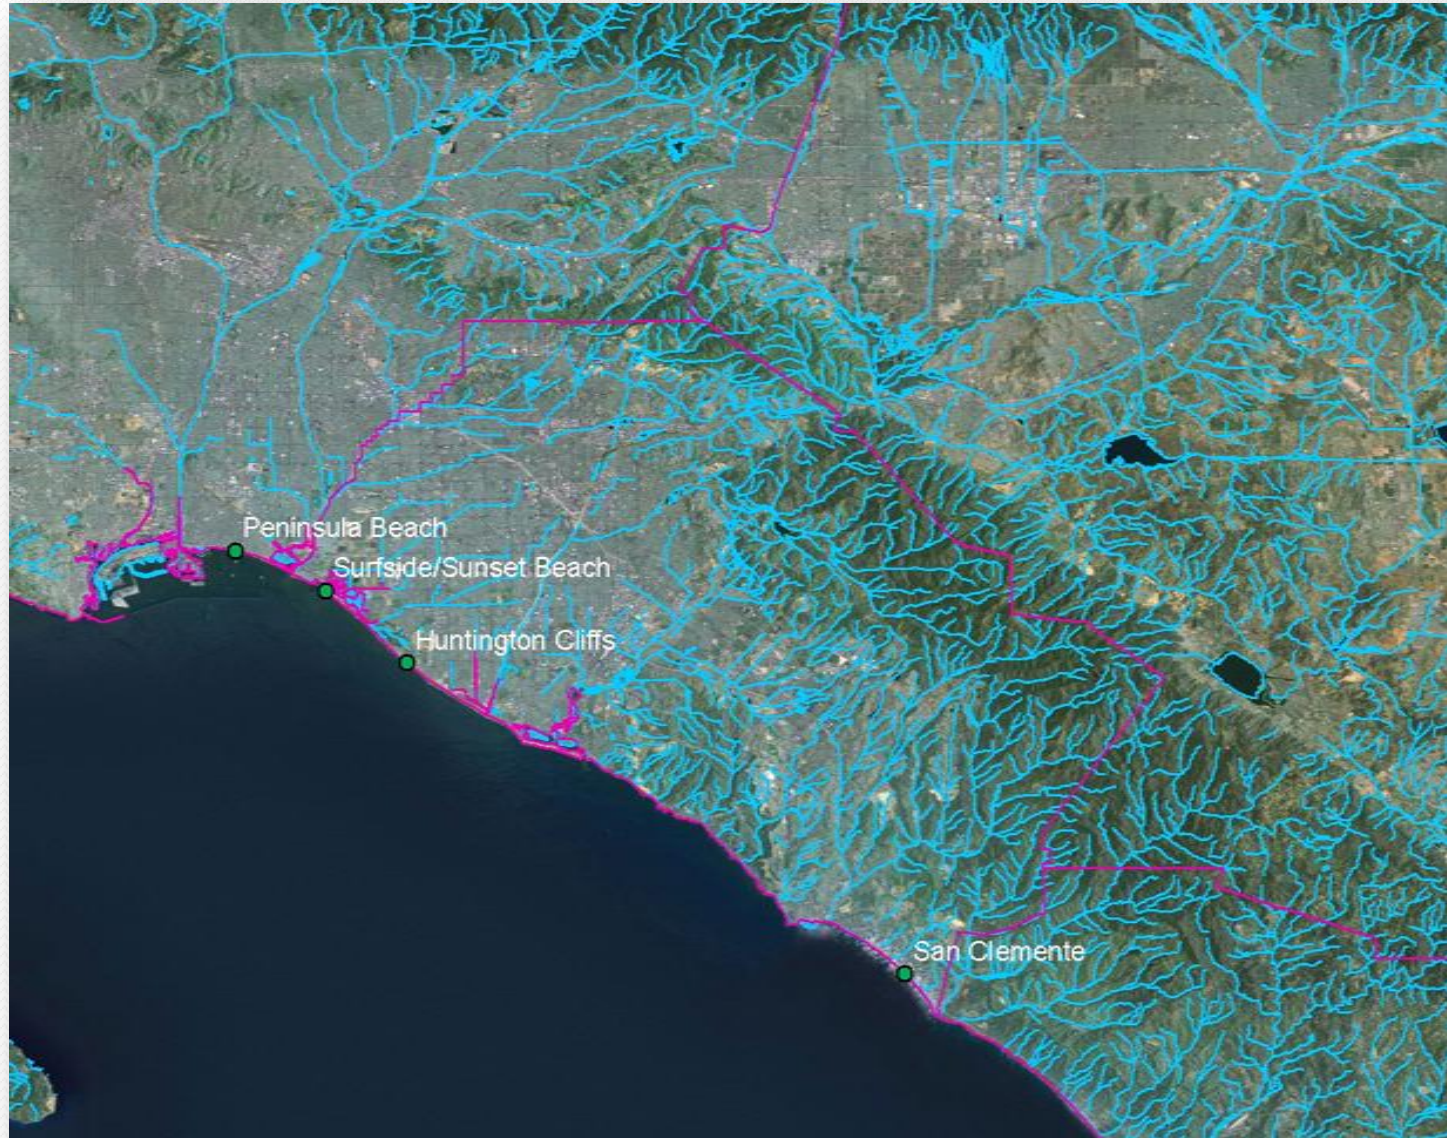 Peninsula Beach
Surfside/Sunset Beach
Huntington Cliffs
San Clemente